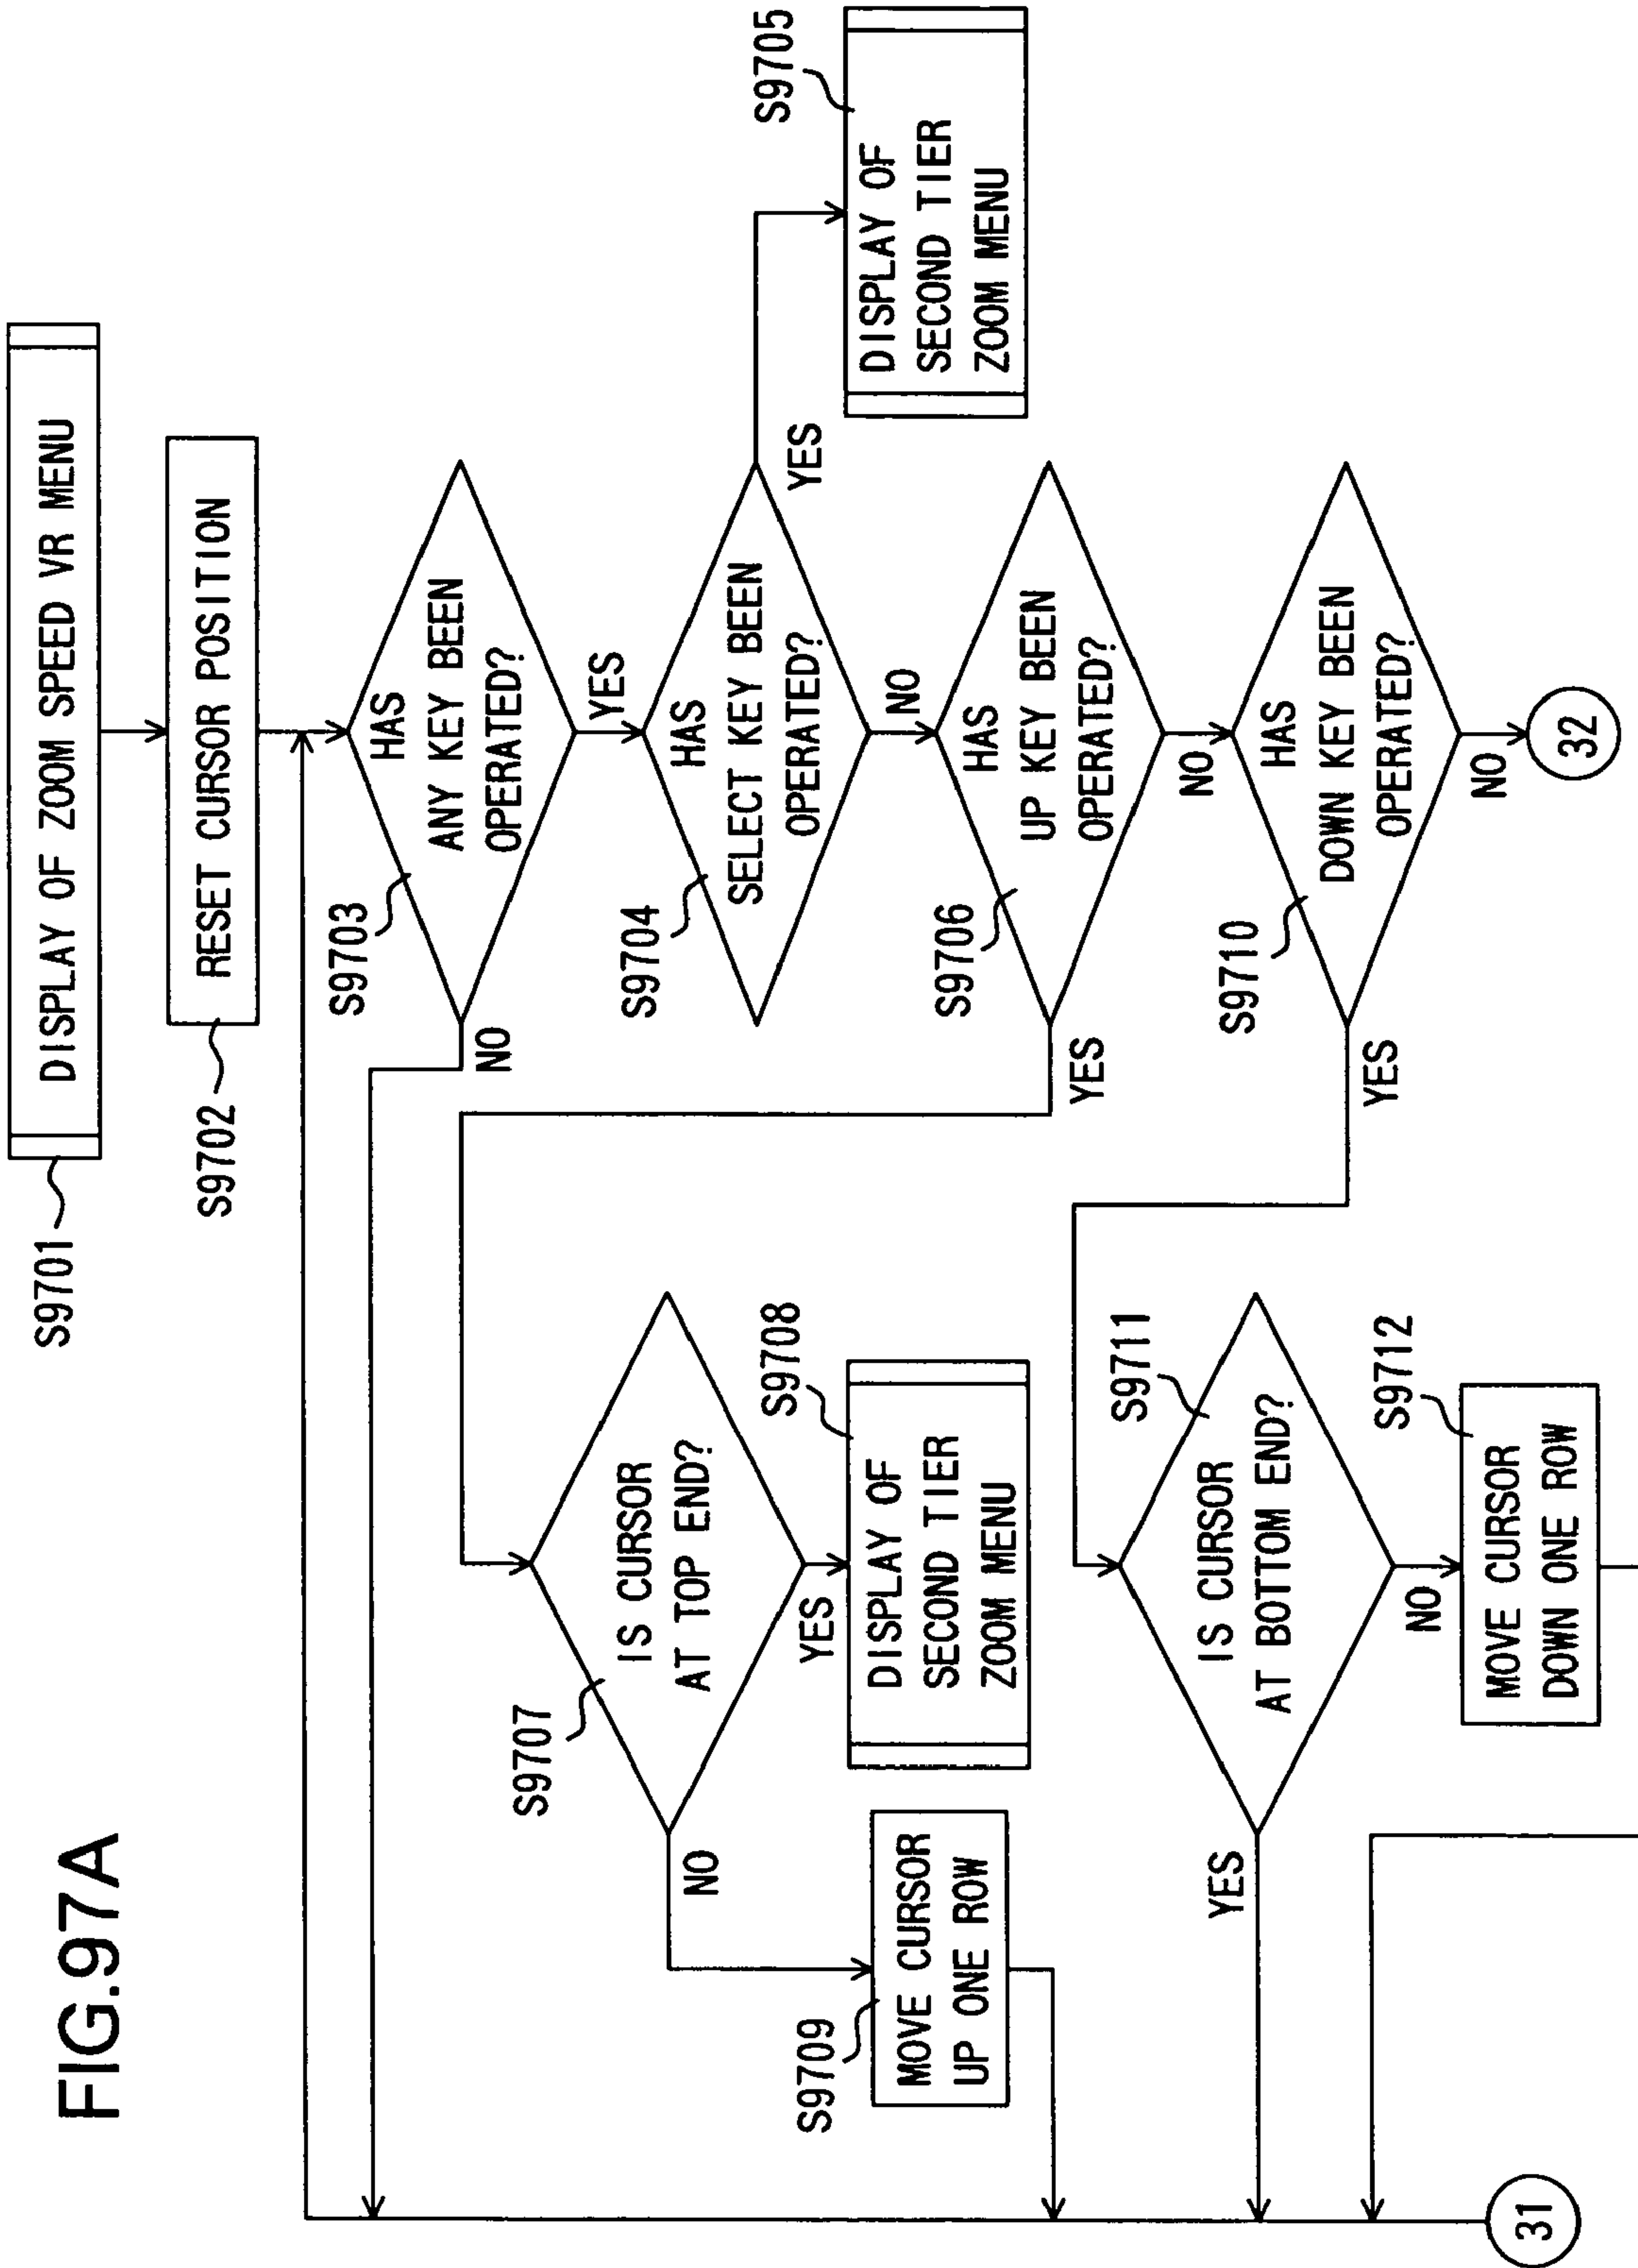 FIG.97A
S9701
DISPLAY OF ZOOM SPEED VR MENU
S9702
RESET CURSOR POSITION
S9703
HAS
ANY KEY BEEN
OPERATED?
NO
YES
S9704
HAS
SELECT KEY BEEN
OPERATED?
YES
NO
S9705
DISPLAY OF
SECOND TIER
ZOOM MENU
S9706
HAS
UP KEY BEEN
OPERATED?
YES
NO
S9707
IS CURSOR
AT TOP END?
NO
YES
S9708
DISPLAY OF
SECOND TIER
ZOOM MENU
S9709
MOVE CURSOR
UP ONE ROW
S9710
HAS
DOWN KEY BEEN
OPERATED?
YES
NO
S9711
IS CURSOR
AT BOTTOM END?
YES
NO
S9712
MOVE CURSOR
DOWN ONE ROW
31
32